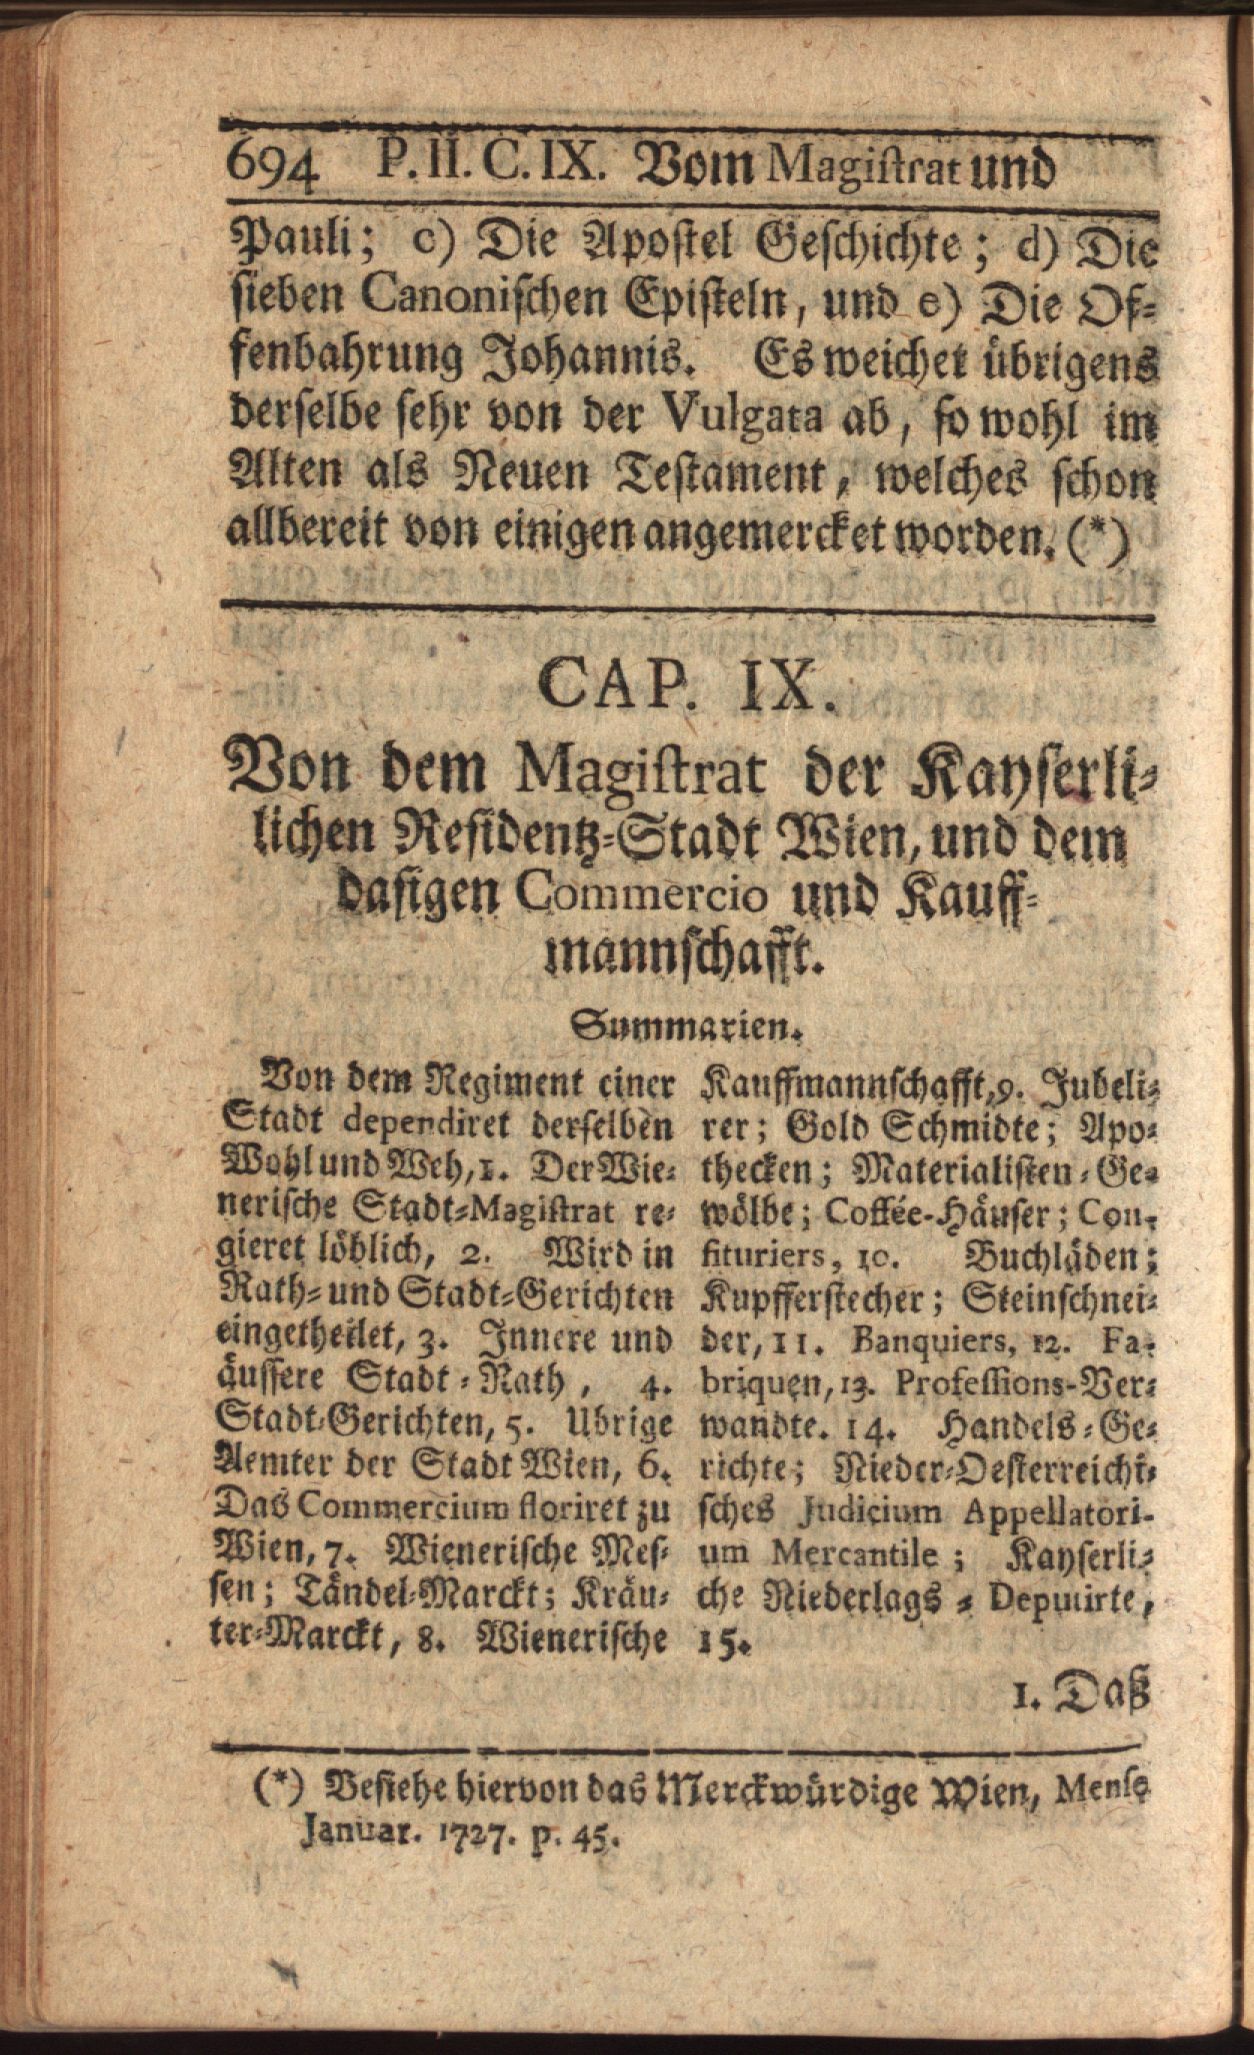 694 P. II. C. IX. Vom Magistrat und
Pauli; c) Die Apostel Geschichte; d) Die
sieben Canonischen Episteln, und e) Die Of-
fenbahrung Johannis. Es weichet übrigens
derselbe sehr von der Vulgata ab, so wohl im
Alten als Neuen Testament, welches schon
allbereit von einigen angemercket worden. (*)
CAP. IX.
Von dem Magistrat der Kayserli-
lichen Residentz-Stadt Wien, und dem
dasigen Commercio und Kauff-
mannschafft.
Summarien.
Von dem Regiment einer
Stadt dependiret derselben
Wohl und Weh, 1. Der Wie-
nerische Stadt-Magistrat re-
gieret löblich, 2. Wird in
Rath- und Stadt-Gerichten
eingetheilet, 3. Innere und
äussere Stadt-Rath, 4.
Stadt-Gerichten, 5. Ubrige
Aemter der Stadt Wien, 6.
Das Commercium floriret zu
Wien, 7. Wienerische Mes-
sen; Tändel-Marckt; Kräu-
ter-Marckt, 8. Wienerische
Kauffmannschafft, 9. Jubeli-
rer; Gold Schmidte; Apo-
thecken; Materialisten-Ge-
wölbe; Coffée-Häuser; Con-
fituriers, 10. Buchläden;
Kupfferstecher; Steinschnei-
der, 11. Banquiers, 12. Fa-
briquen, 13. Professions-Ver-
wandte. 14. Handels-Ge-
richte; Nieder-Oesterreichi-
sches Judicium Appellatori-
um Mercantile; Kayserli-
che Niederlags-Deputirte,
15.
1. Daß
(*) Besiehe hiervon das Merckwürdige Wien, Mense
Januar. 1727. p. 45.